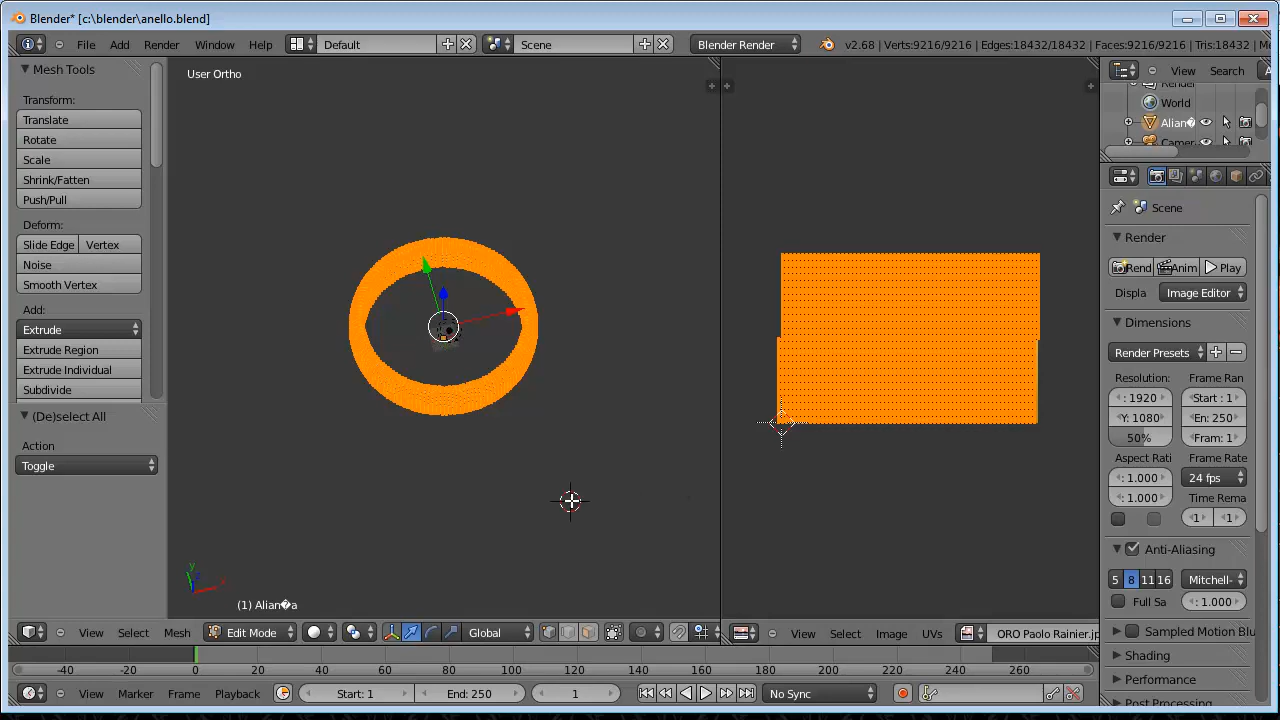 Blender* [c:\blender\anello.blend]
File Add Render Window Help Default Scene Blender Render v2.68 | Verts:9216/9216 | Edges:18432/18432 | Faces:9216/9216 | Tris:18432 | Me
Mesh Tools
Transform:
Translate
Rotate
Scale
Shrink/Fatten
Push/Pull
Deform:
Slide Edge Vertex
Noise
Smooth Vertex
Add:
Extrude
Extrude Region
Extrude Individual
Subdivide
(De)select All
Action
Toggle
User Ortho
y
x
(1) Alian�a
View Search
World
Alian�
Camer
Scene
Render
Rend Anim Play
Displa Image Editor
Dimensions
Render Presets
Resolution: Frame Ran
: 1920 Start : 1
Y: 1080 En: 250
50% Fram: 1
Aspect Rati Frame Rate
: 1.000 24 fps
: 1.000 Time Rema
1 1
Anti-Aliasing
5 8 11 16 Mitchell-
Full Sa : 1.000
Sampled Motion Blu
Shading
Performance
Post Processing
View Select Mesh Edit Mode Global View Select Image UVs ORO Paolo Rainier.jp
-40 -20 0 20 40 60 80 100 120 140 160 180 200 220 240 260
View Marker Frame Playback Start: 1 End: 250 1 No Sync